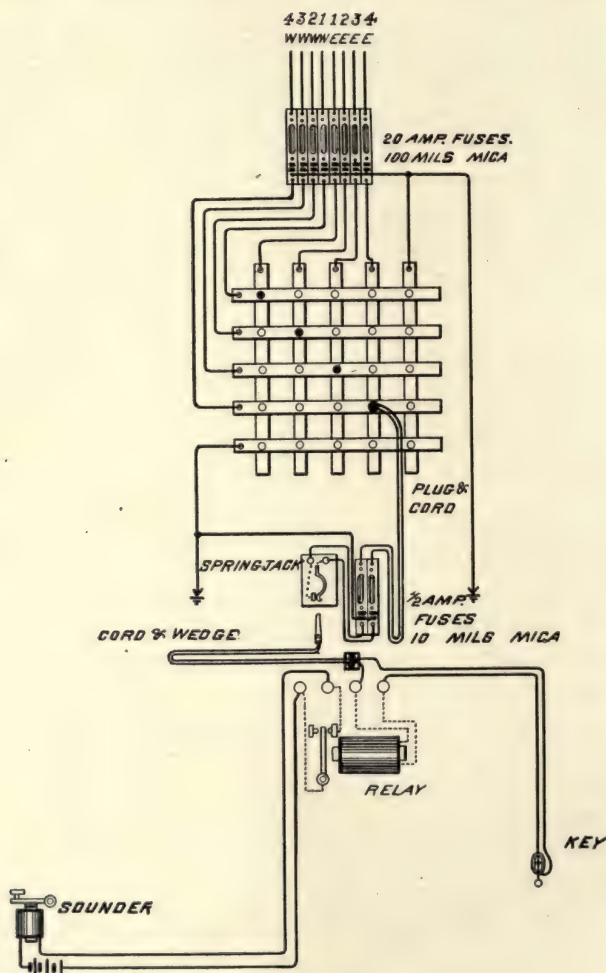 43211234
WWWWEEEE
20 AMP. FUSES.
100 MILS MICA
PLUG &
CORD
SPRINGJACK
1/2 AMP.
FUSES
10 MILS MICA
CORD & WEDGE
RELAY
KEY
SOUNDER